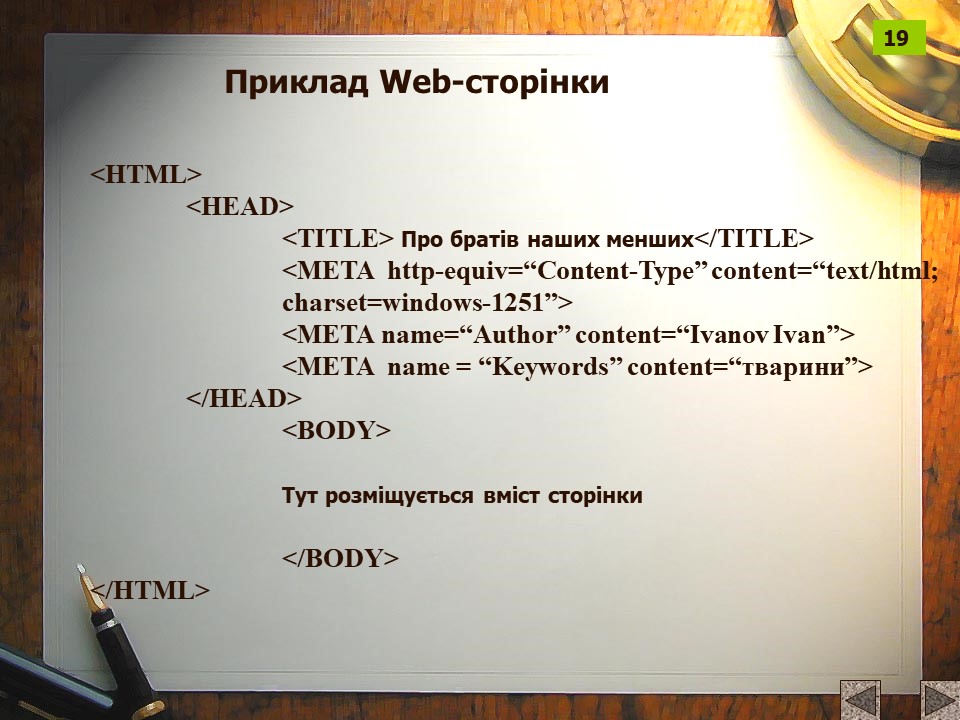 19
Приклад Web-сторінки
<HTML>
<HEAD>
<TITLE> Про братів наших менших</TITLE>
<META  http-equiv=“Content-Type” content=“text/html;
charset=windows-1251”>
<META name=“Author” content=“Ivanov Ivan”>
<META  name = “Keywords” content=“тварини”>
</HEAD>
<BODY>
Тут розміщується вміст сторінки
</BODY>
</HTML>